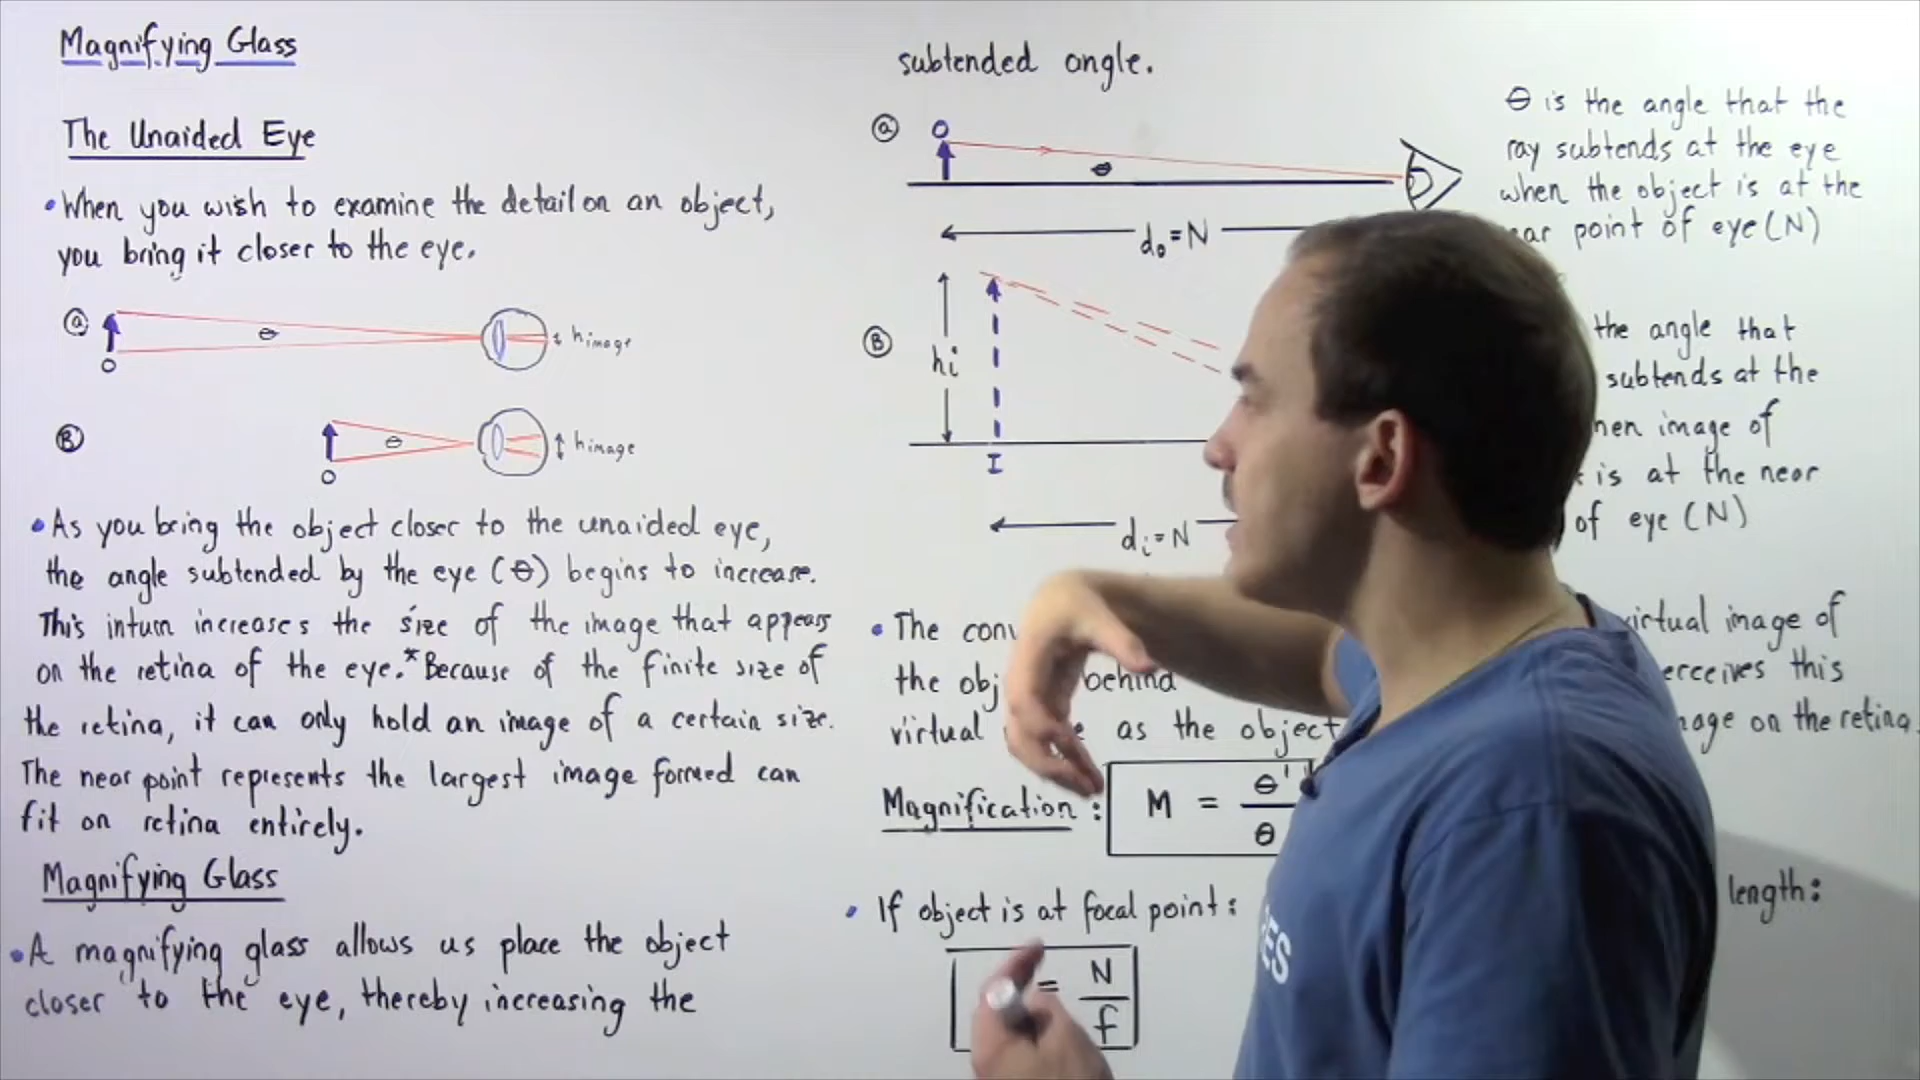 Magnifying Glass
The Unaided Eye
• When you wish to examine the detail on an object,
you bring it closer to the eye.
a
θ
O
himage
B
θ
O
himage
• As you bring the object closer to the unaided eye,
the angle subtended by the eye (θ) begins to increase.
This inturn increases the size of the image that appears
on the retina of the eye.* Because of the finite size of
the retina, it can only hold an image of a certain size.
The near point represents the largest image formed can
fit on retina entirely.
Magnifying Glass
• A magnifying glass allows us place the object
closer to the eye, thereby increasing the
subtended angle.
a
O
θ
do = N
B
hi
I
di = N
θ is the angle that the
ray subtends at the eye
when the object is at the
point of eye (N)
the angle that
subtends at the
image of
is at the near
of eye (N)
• The virtual image of
the behind this
virtual as the object on the retina.
Magnification : M = θ' / θ
• If object is at focal point: length:
= N / f